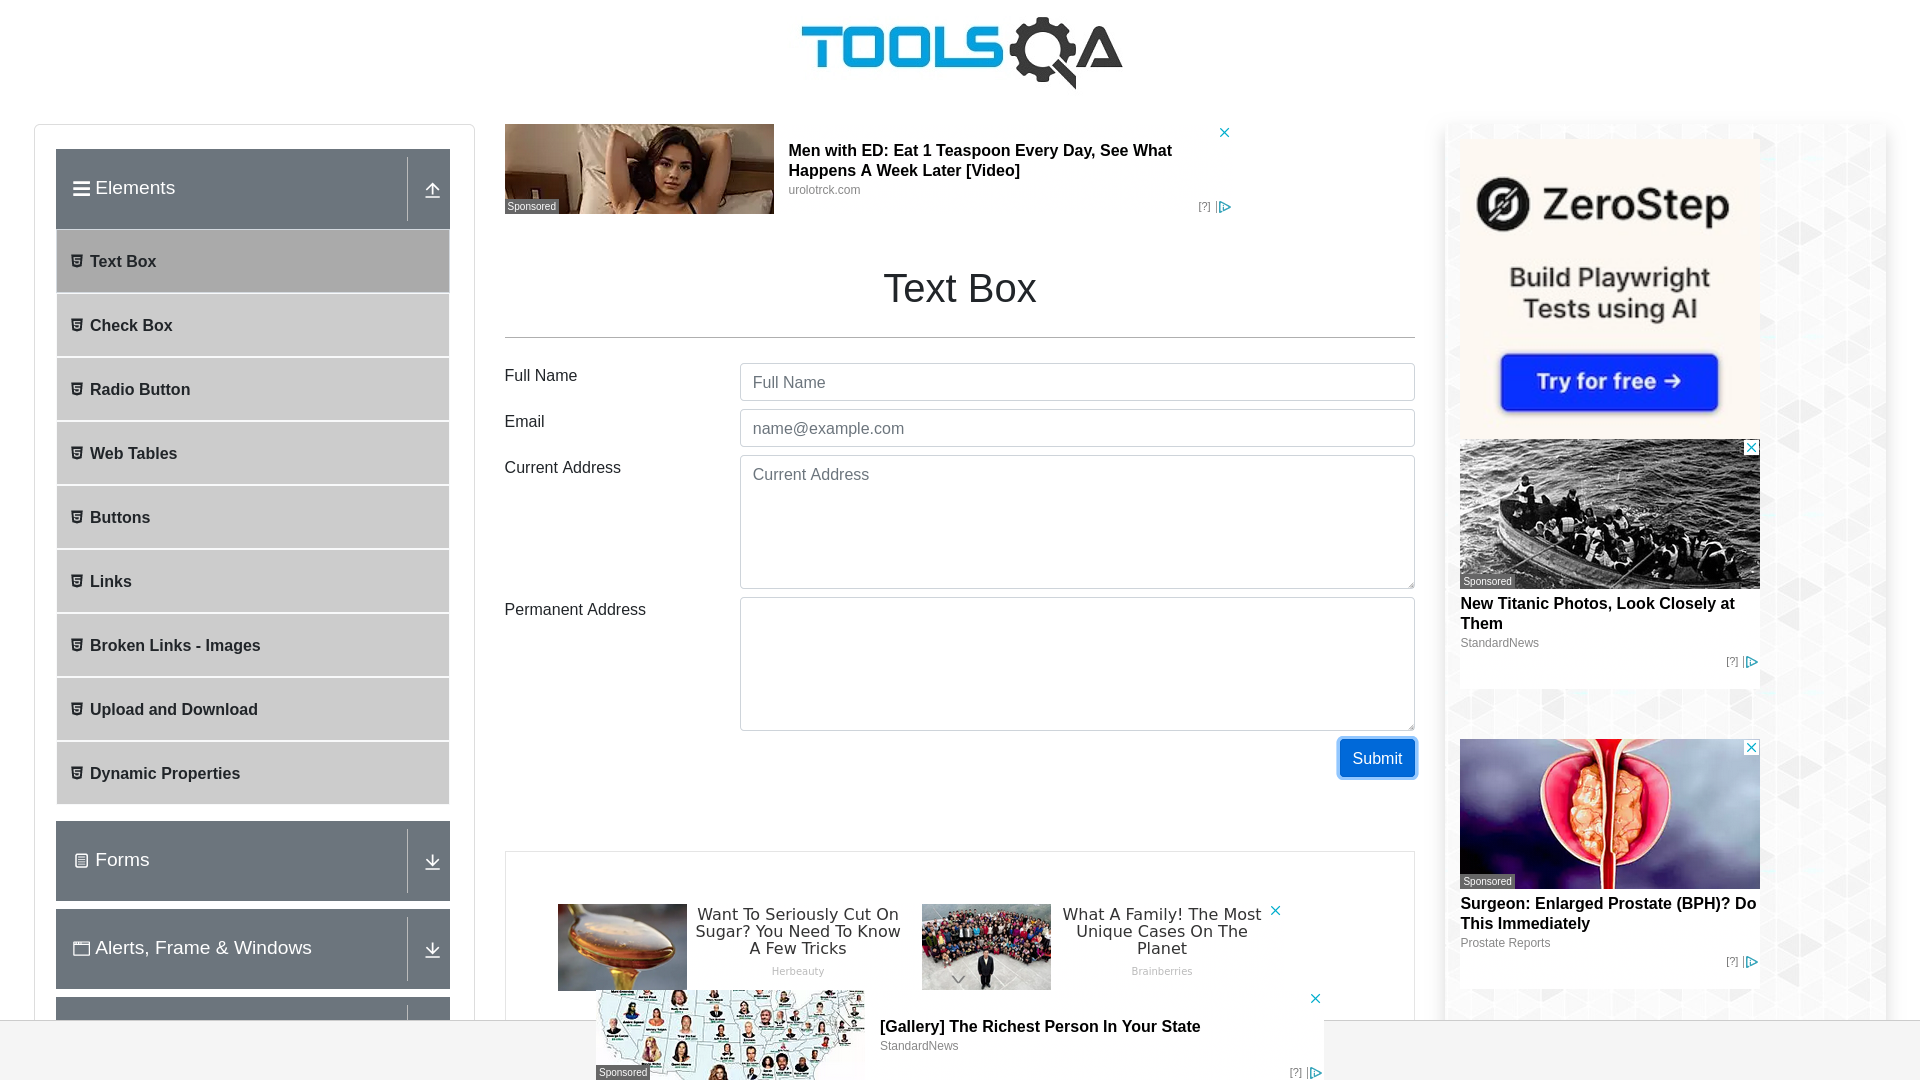 TOOLSQA
Elements
Text Box
Check Box
Radio Button
Web Tables
Buttons
Links
Broken Links - Images
Upload and Download
Dynamic Properties
Forms
Alerts, Frame & Windows
Sponsored
Men with ED: Eat 1 Teaspoon Every Day, See What
Happens A Week Later [Video]
urolotrck.com
[?]
Text Box
Full Name
Full Name
Email
name@example.com
Current Address
Current Address
Permanent Address
Submit
Want To Seriously Cut On
Sugar? You Need To Know
A Few Tricks
Herbeauty
What A Family! The Most
Unique Cases On The
Planet
Brainberries
Sponsored
[Gallery] The Richest Person In Your State
StandardNews
[?]
ZeroStep
Build Playwright
Tests using AI
Try for free →
Sponsored
New Titanic Photos, Look Closely at
Them
StandardNews
[?]
Sponsored
Surgeon: Enlarged Prostate (BPH)? Do
This Immediately
Prostate Reports
[?]